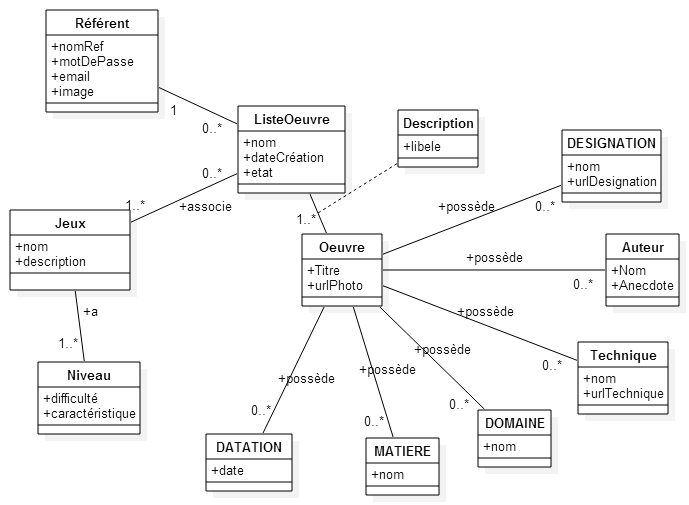 Référent
+nomRef
+motDePasse
+email
+image
1
0..*
ListeOeuvre
+nom
+dateCréation
+etat
Description
+libele
DESIGNATION
+nom
+urlDesignation
0..*
+associe
1..*
1..*
+possède
0..*
Jeux
+nom
+description
Oeuvre
+Titre
+urlPhoto
+possède
0..*
Auteur
+Nom
+Anecdote
+a
1..*
+possède
0..*
Technique
+nom
+urlTechnique
Niveau
+difficulté
+caractéristique
+possède
0..*
+possède
0..*
+possède
0..*
DATATION
+date
MATIERE
+nom
DOMAINE
+nom